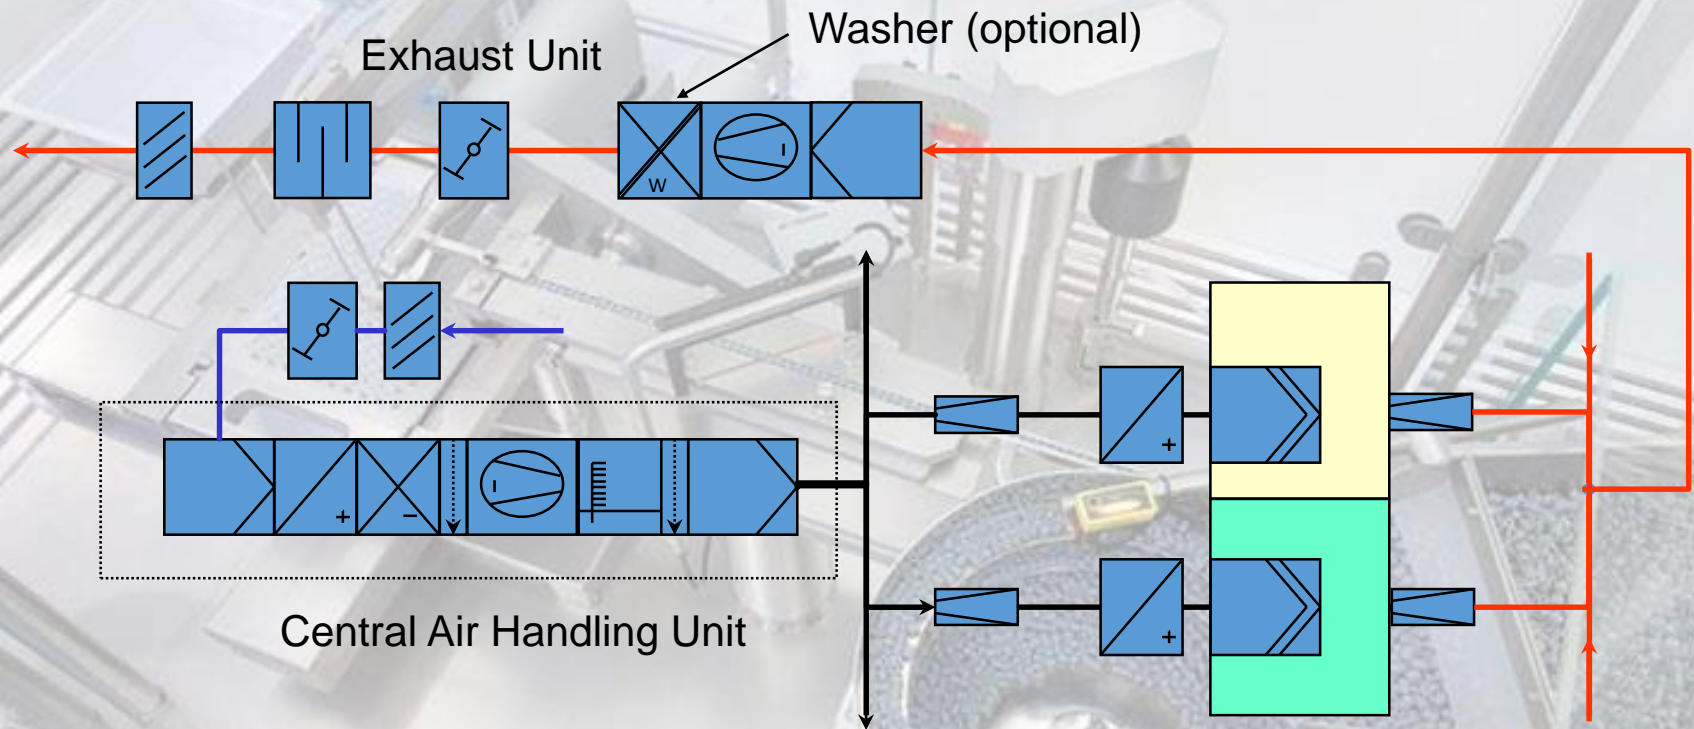 Washer (optional)
Exhaust Unit
W
+
+
−
+
Central Air Handling Unit